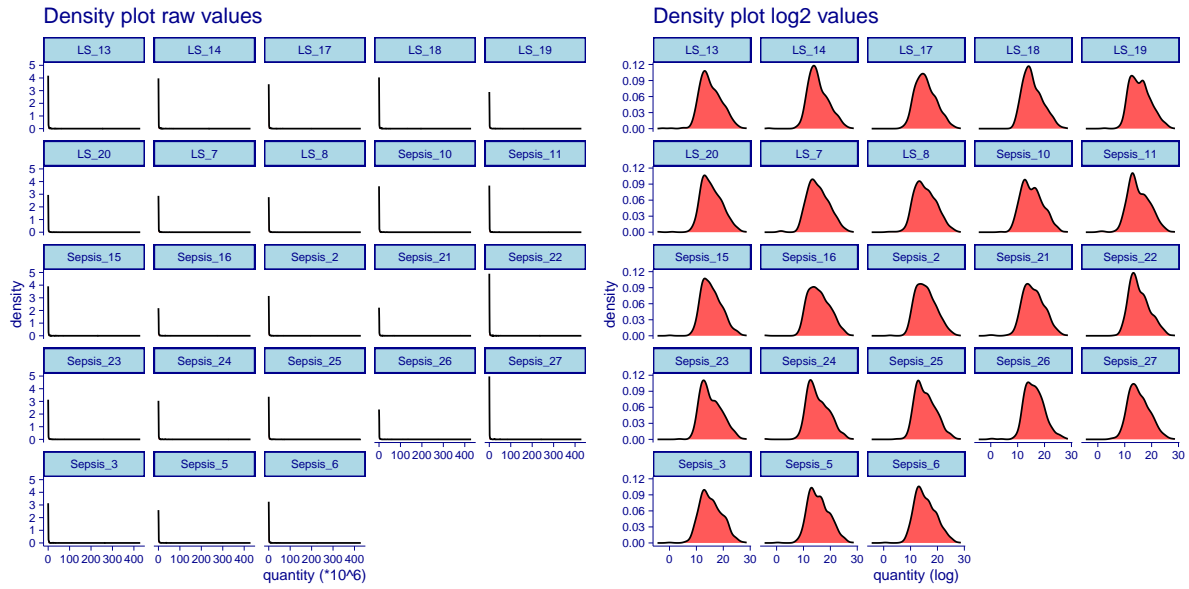 Density plot raw values
LS_13 LS_14 LS_17 LS_18 LS_19
5
4
3
2
1
0
LS_20 LS_7 LS_8 Sepsis_10 Sepsis_11
5
4
3
2
1
0
Sepsis_15 Sepsis_16 Sepsis_2 Sepsis_21 Sepsis_22
5
4
3
2
1
0
density
Sepsis_23 Sepsis_24 Sepsis_25 Sepsis_26 Sepsis_27
5
4
3
2
1
0
0 100 200 300 400 0 100 200 300 400
Sepsis_3 Sepsis_5 Sepsis_6
5
4
3
2
1
0
0 100 200 300 400 0 100 200 300 400 0 100 200 300 400
quantity (*10^6)
Density plot log2 values
LS_13 LS_14 LS_17 LS_18 LS_19
0.12
0.09
0.06
0.03
0.00
LS_20 LS_7 LS_8 Sepsis_10 Sepsis_11
0.12
0.09
0.06
0.03
0.00
Sepsis_15 Sepsis_16 Sepsis_2 Sepsis_21 Sepsis_22
0.12
0.09
0.06
0.03
0.00
density
Sepsis_23 Sepsis_24 Sepsis_25 Sepsis_26 Sepsis_27
0.12
0.09
0.06
0.03
0.00
0 10 20 30 0 10 20 30
Sepsis_3 Sepsis_5 Sepsis_6
0.12
0.09
0.06
0.03
0.00
0 10 20 30 0 10 20 30 0 10 20 30
quantity (log)